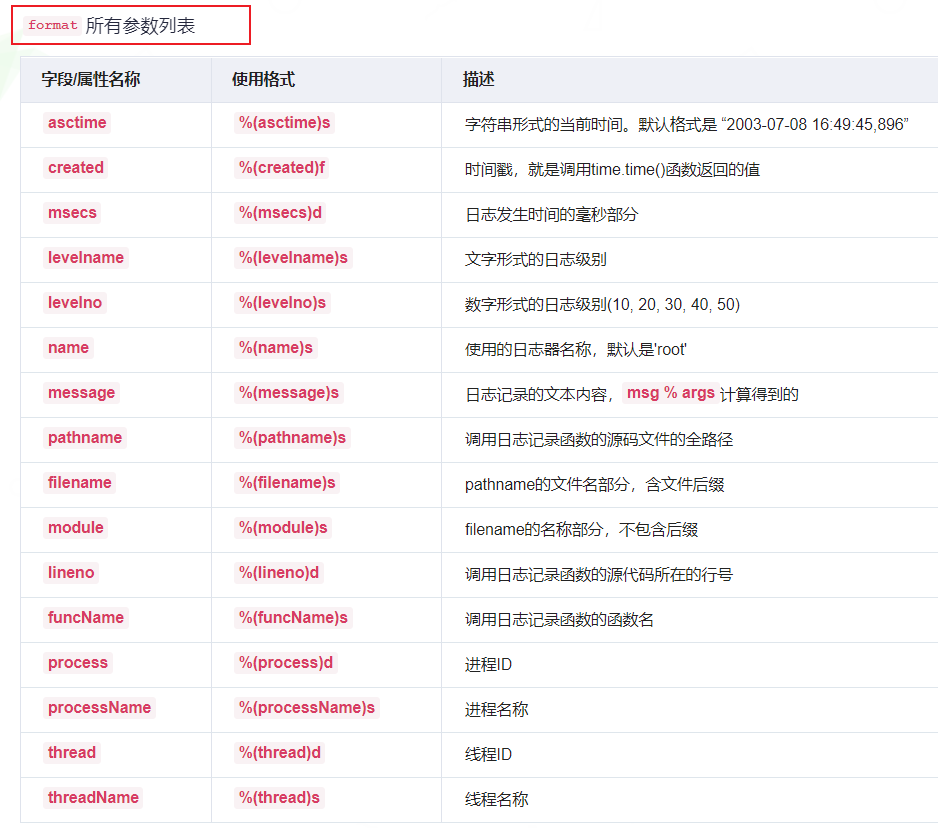 format 所有参数列表
字段/属性名称 使用格式 描述
asctime %(asctime)s 字符串形式的当前时间。默认格式是 “2003-07-08 16:49:45,896”
created %(created)f 时间戳，就是调用time.time()函数返回的值
msecs %(msecs)d 日志发生时间的毫秒部分
levelname %(levelname)s 文字形式的日志级别
levelno %(levelno)s 数字形式的日志级别(10, 20, 30, 40, 50)
name %(name)s 使用的日志器名称，默认是'root'
message %(message)s 日志记录的文本内容，msg % args 计算得到的
pathname %(pathname)s 调用日志记录函数的源码文件的全路径
filename %(filename)s pathname的文件名部分，含文件后缀
module %(module)s filename的名称部分，不包含后缀
lineno %(lineno)d 调用日志记录函数的源代码所在的行号
funcName %(funcName)s 调用日志记录函数的函数名
process %(process)d 进程ID
processName %(processName)s 进程名称
thread %(thread)d 线程ID
threadName %(thread)s 线程名称